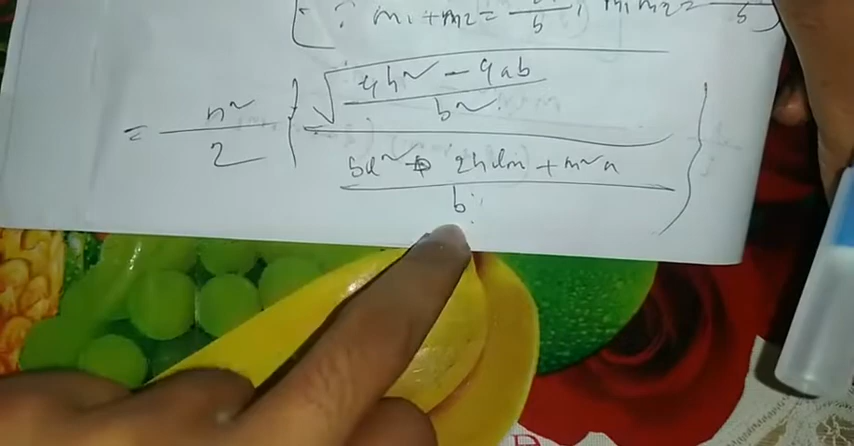 ∵ m₁+m₂ = /b, m₁m₂ = /b
= n²/2 { √((4h² - 4ab)/b²) / ((bl² - 2hlm + m²a)/b) }